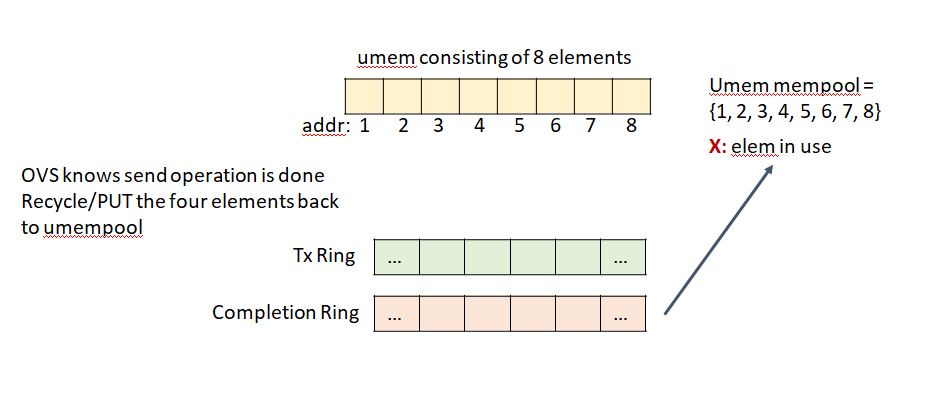 umem consisting of 8 elements
addr: 1 2 3 4 5 6 7 8
Umem mempool =
{1, 2, 3, 4, 5, 6, 7, 8}
X: elem in use
OVS knows send operation is done
Recycle/PUT the four elements back
to umempool
Tx Ring ... ...
Completion Ring ... ...